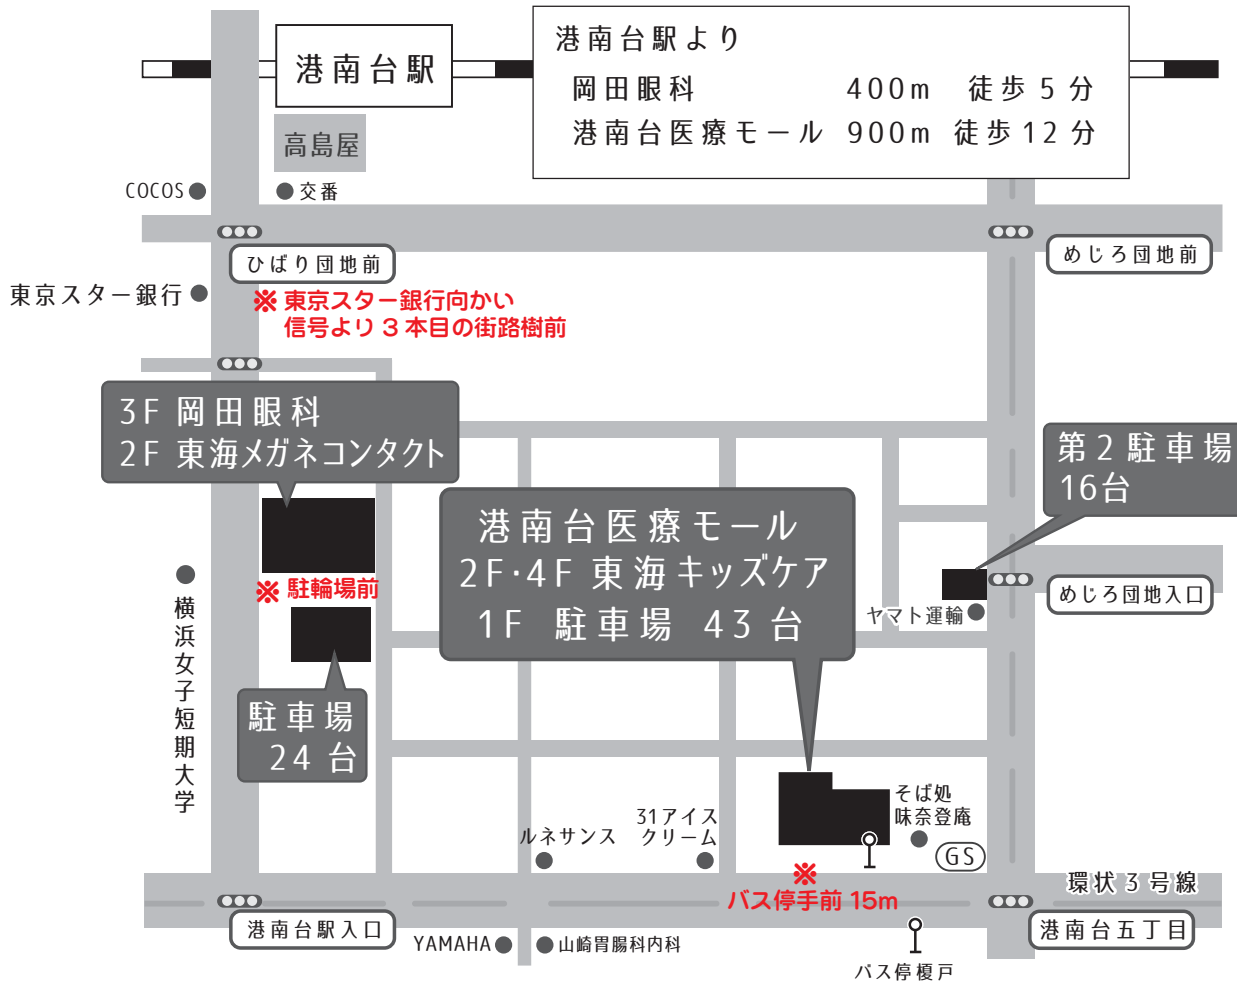 港南台駅
港南台駅より
岡田眼科 400m 徒歩5分
港南台医療モール 900m 徒歩12分
高島屋
COCOS
交番
ひばり団地前
めじろ団地前
東京スター銀行
※ 東京スター銀行向かい
信号より3本目の街路樹前
3F 岡田眼科
2F 東海メガネコンタクト
第2駐車場
16台
港南台医療モール
2F・4F 東海キッズケア
1F 駐車場 43台
※ 駐輪場前
めじろ団地入口
ヤマト運輸
横浜女子短期大学
駐車場
24台
そば処
味奈登庵
31アイス
クリーム
ルネサンス
GS
※
バス停手前15m
環状3号線
港南台駅入口
港南台五丁目
YAMAHA
山崎胃腸科内科
バス停榎戸